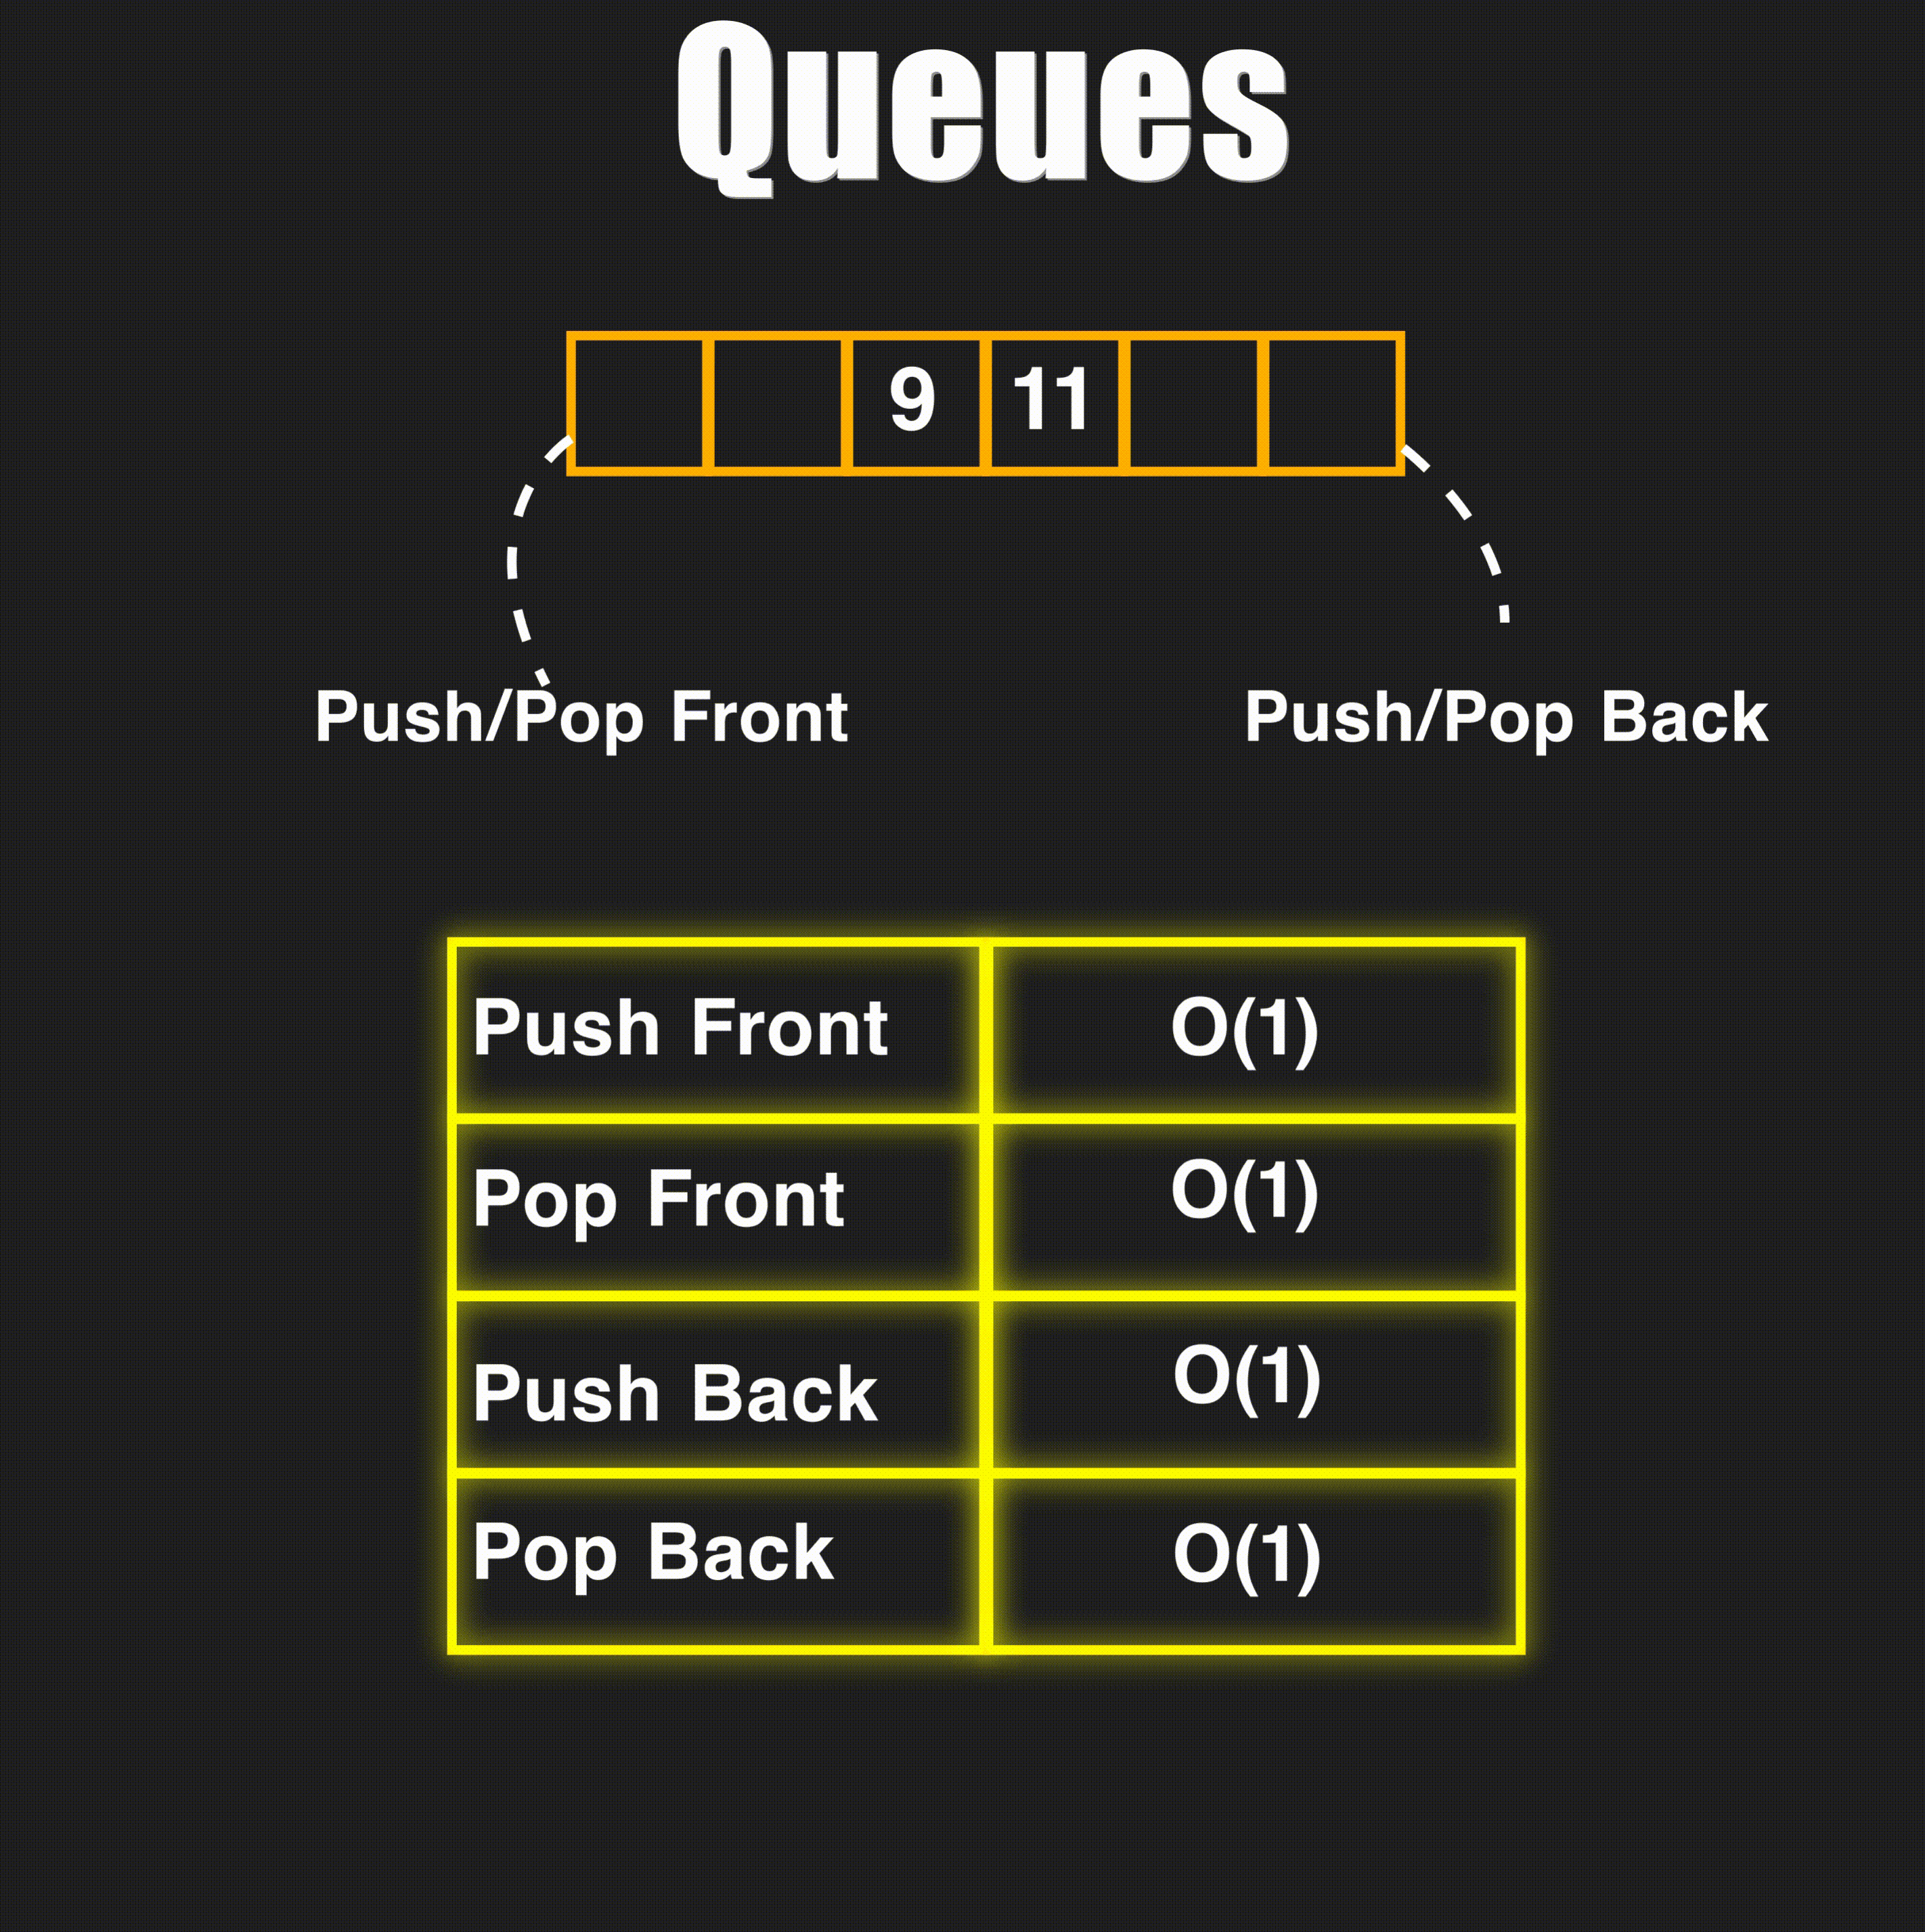 Queues
9 11
Push/Pop Front Push/Pop Back
Push Front O(1)
Pop Front O(1)
Push Back O(1)
Pop Back O(1)